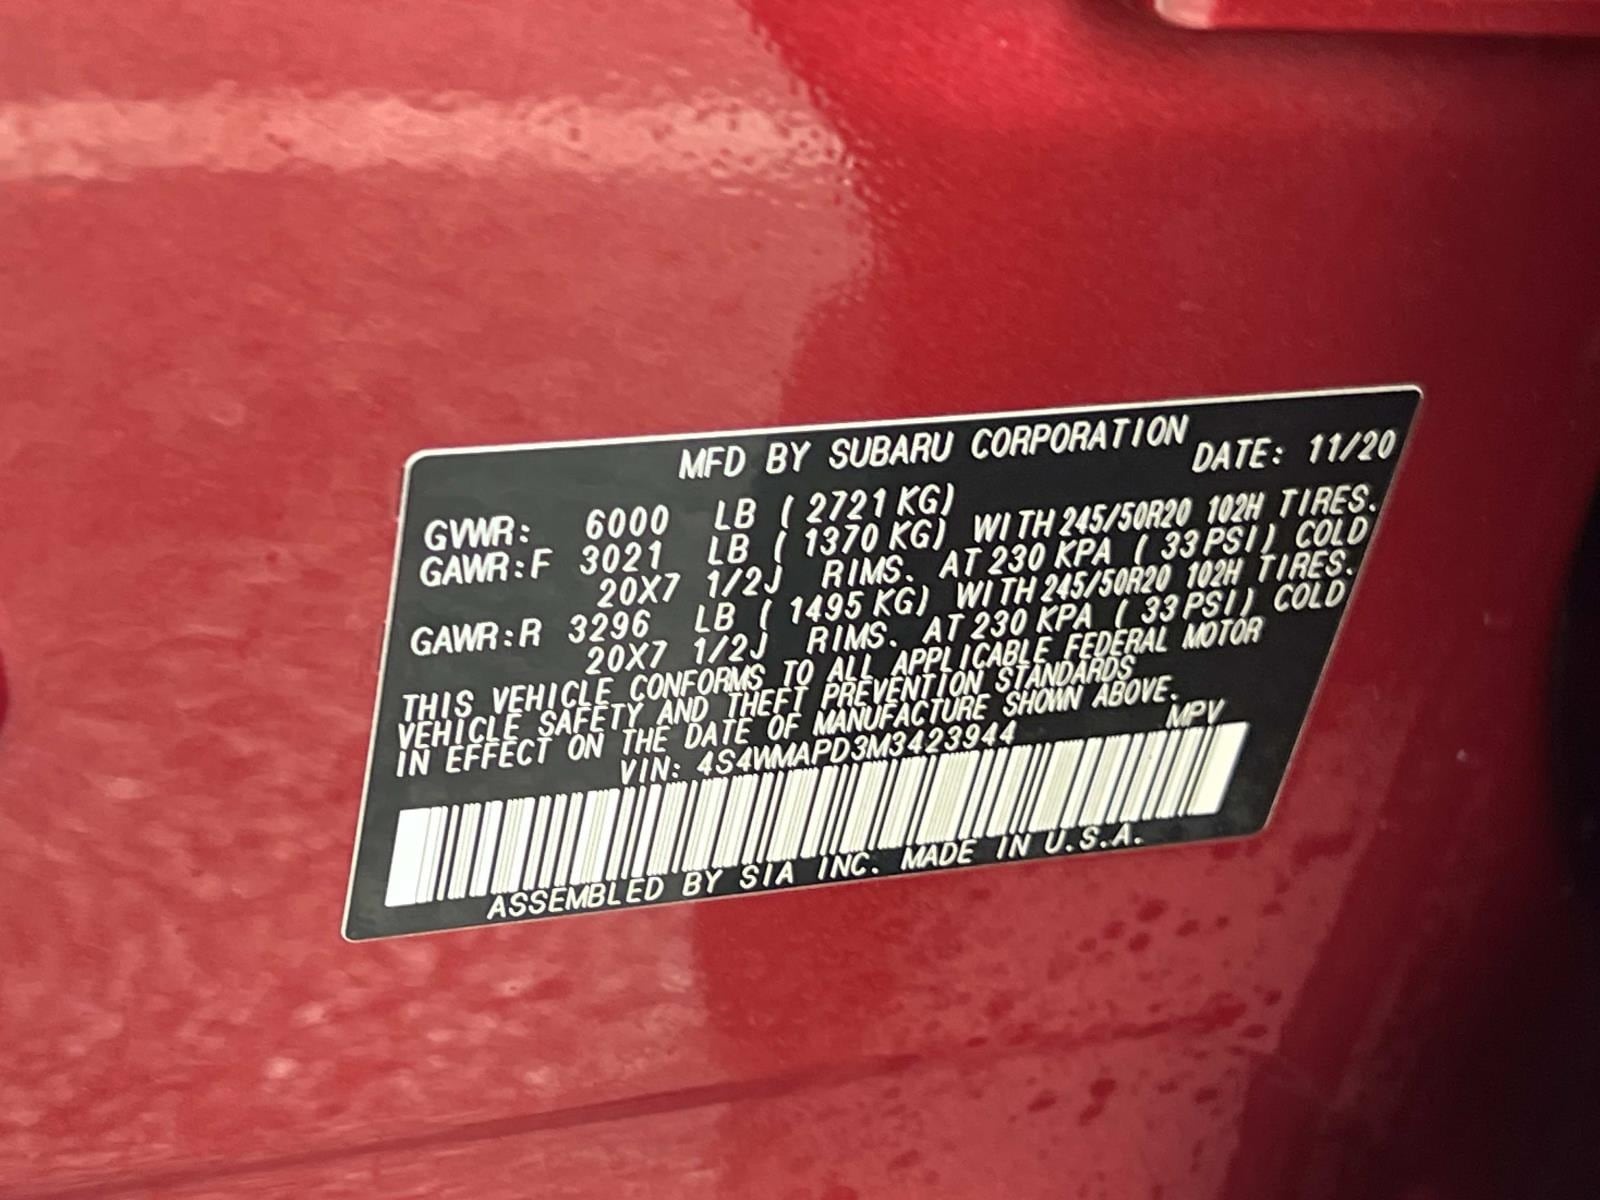 MFD BY SUBARU CORPORATION DATE: 11/20
GVWR: 6000 LB ( 2721 KG)
GAWR:F 3021 LB ( 1370 KG) WITH 245/50R20 102H TIRES.
20X7 1/2J RIMS. AT 230 KPA ( 33 PSI) COLD
GAWR:R 3296 LB ( 1495 KG) WITH 245/50R20 102H TIRES.
20X7 1/2J RIMS. AT 230 KPA ( 33 PSI) COLD
THIS VEHICLE CONFORMS TO ALL APPLICABLE FEDERAL MOTOR
VEHICLE SAFETY AND THEFT PREVENTION STANDARDS
IN EFFECT ON THE DATE OF MANUFACTURE SHOWN ABOVE.
VIN: 4S4WMAPD3M3423944 MPV
ASSEMBLED BY SIA INC. MADE IN U.S.A.